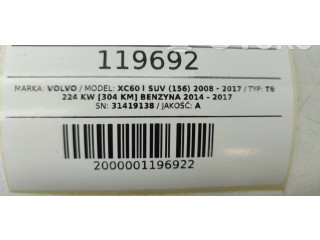 119692
MARKA: VOLVO / MODEL: XC60 I SUV (156) 2008 - 2017 / TYP: T6
224 KW [304 KM] BENZYNA 2014 - 2017
SN: 31419138 / JAKOŚĆ: A
2000001196922